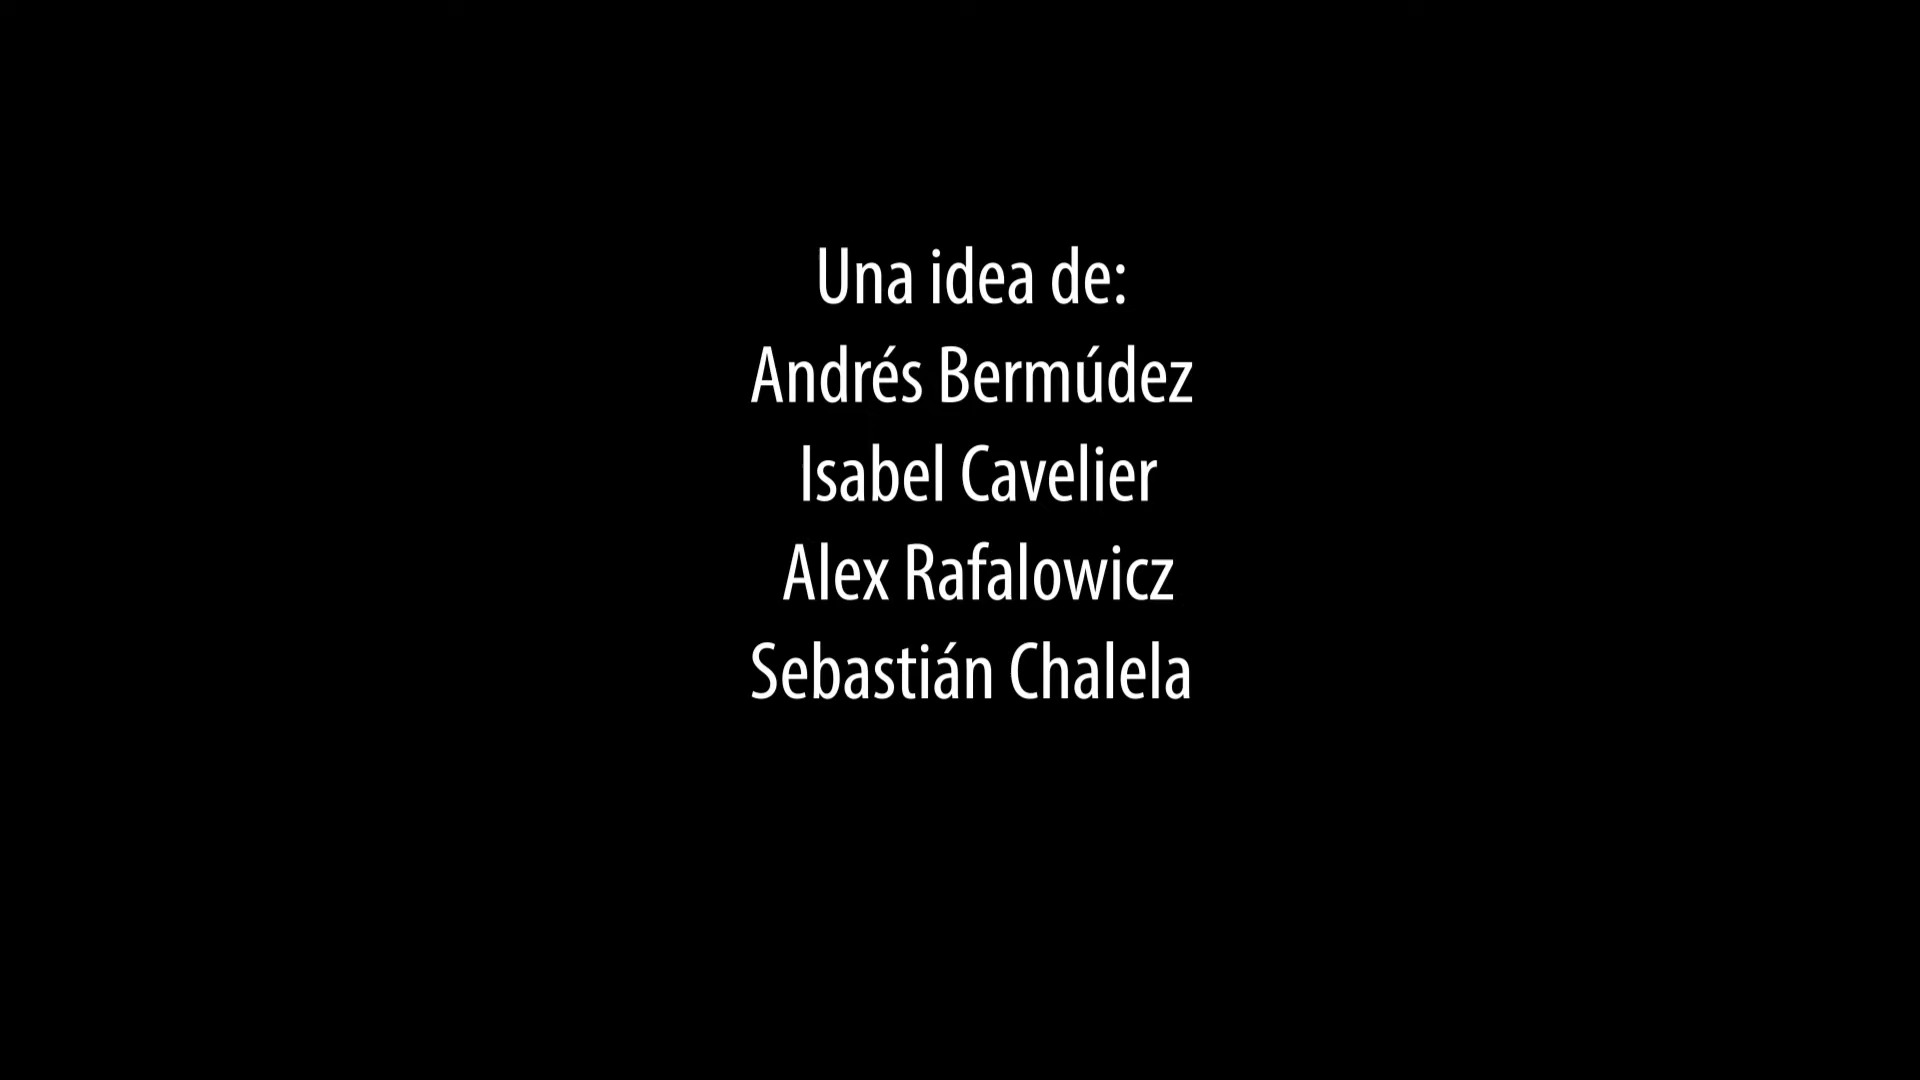 Una idea de:
Andrés Bermúdez
Isabel Cavelier
Alex Rafalowicz
Sebastián Chalela